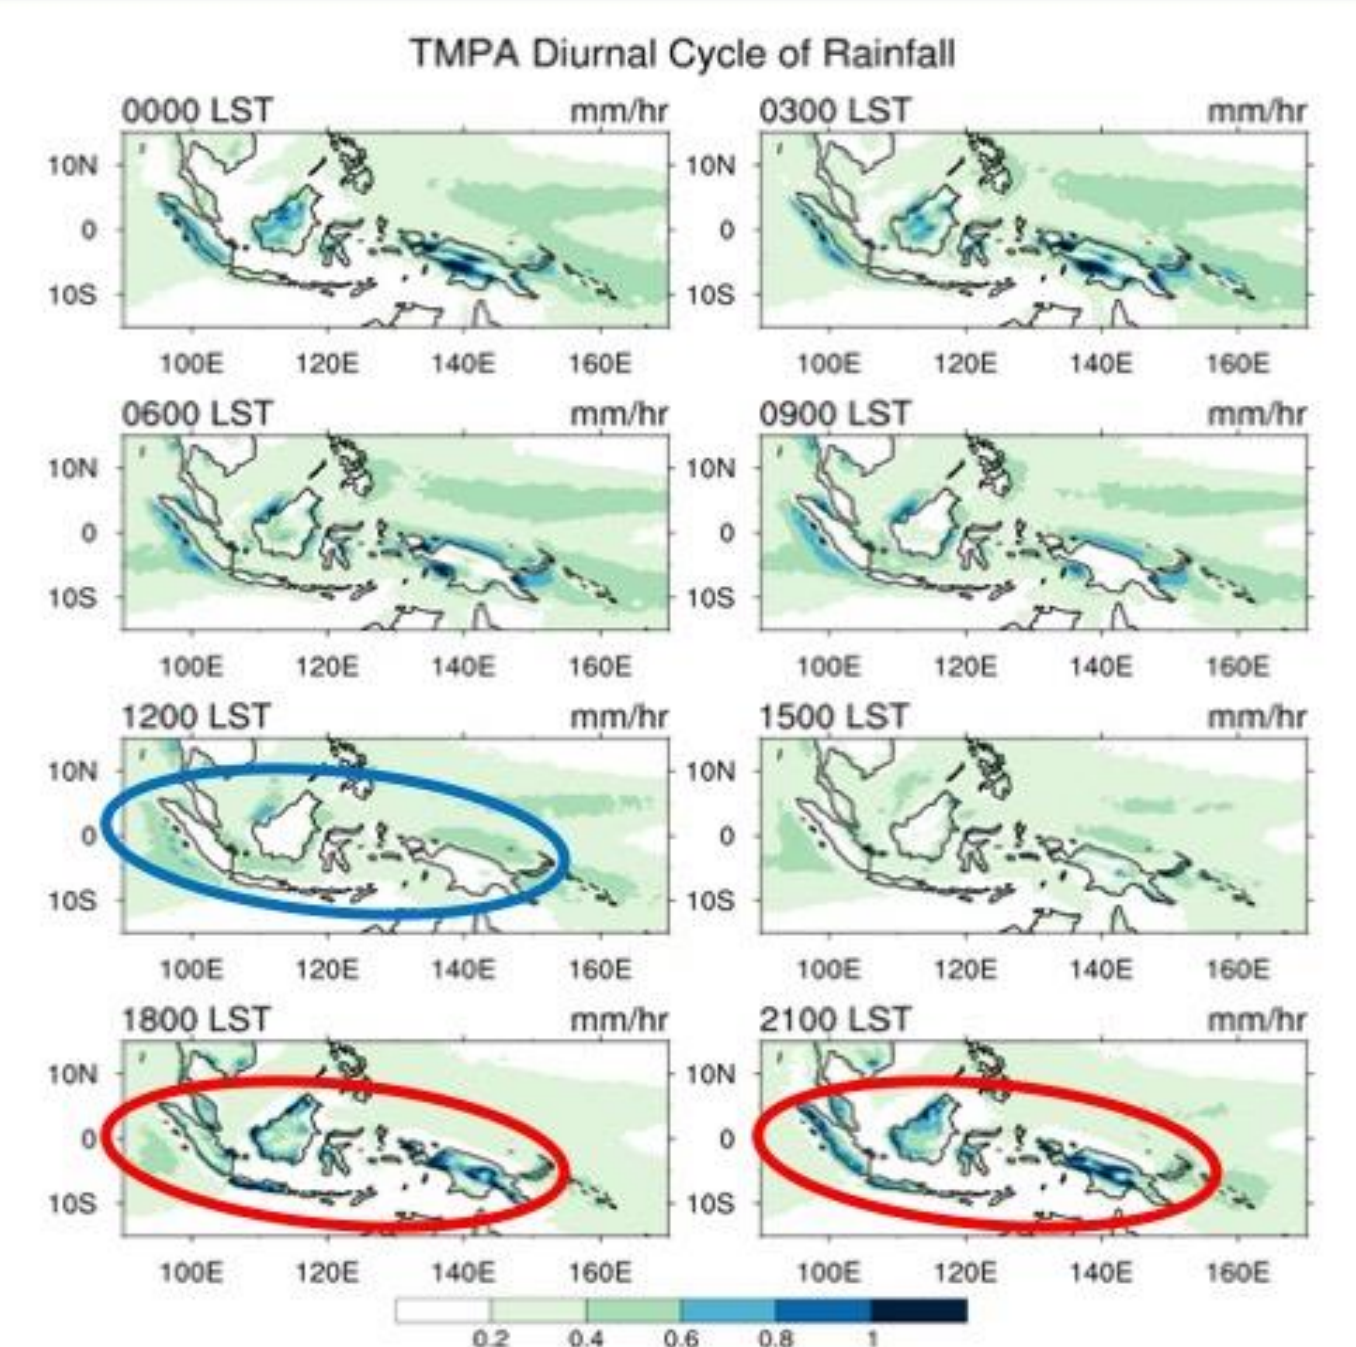 TMPA Diurnal Cycle of Rainfall
0000 LST mm/hr 0300 LST mm/hr
10N 10N
0 0
10S 10S
100E 120E 140E 160E 100E 120E 140E 160E
0600 LST mm/hr 0900 LST mm/hr
10N 10N
0 0
10S 10S
100E 120E 140E 160E 100E 120E 140E 160E
1200 LST mm/hr 1500 LST mm/hr
10N 10N
0 0
10S 10S
100E 120E 140E 160E 100E 120E 140E 160E
1800 LST mm/hr 2100 LST mm/hr
10N 10N
0 0
10S 10S
100E 120E 140E 160E 100E 120E 140E 160E
0.2 0.4 0.6 0.8 1